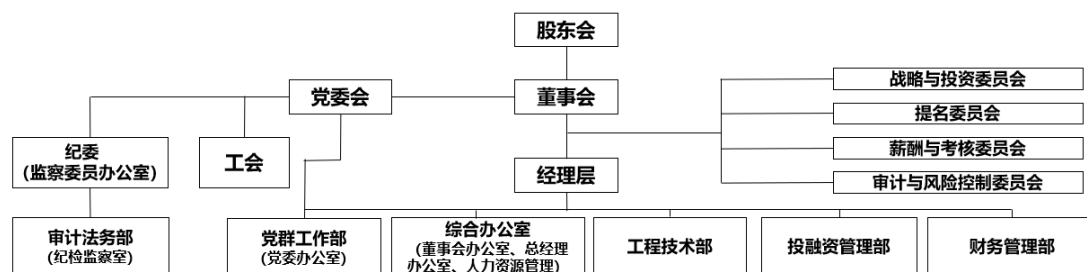 股东会
党委会
董事会
战略与投资委员会
提名委员会
薪酬与考核委员会
审计与风险控制委员会
纪委
(监察委员办公室)
工会
经理层
审计法务部
(纪检监察室)
党群工作部
(党委办公室)
综合办公室
(董事会办公室、总经理
办公室、人力资源管理)
工程技术部
投融资管理部
财务管理部